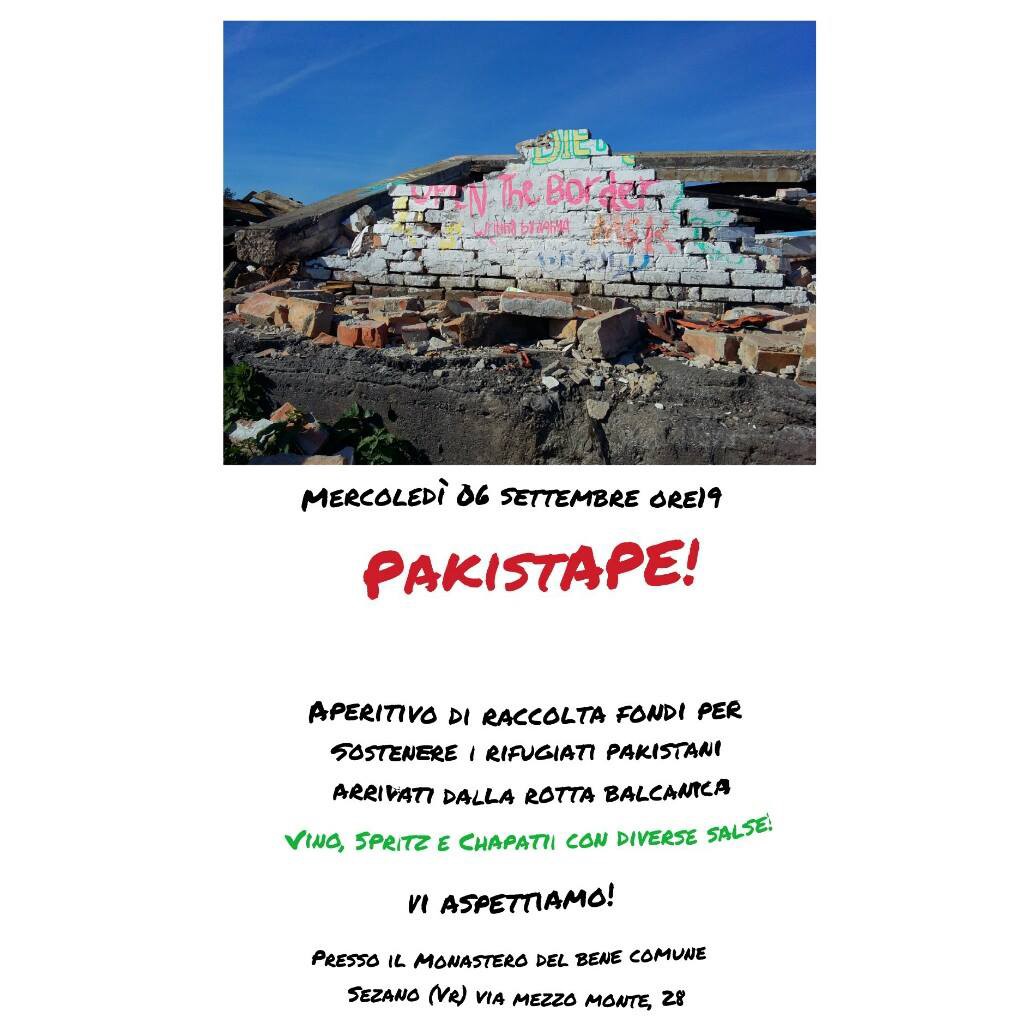 OPEN The BORder
MERCOLEDÌ 06 SETTEMBRE ORE19
PAKISTAPE!
APERITIVO DI RACCOLTA FONDI PER
SOSTENERE I RIFUGIATI PAKISTANI
ARRIVATI DALLA ROTTA BALCANICA
VINO, SPRITZ E CHAPATII CON DIVERSE SALSE!
VI ASPETTIAMO!
PRESSO IL MONASTERO DEL BENE COMUNE
SEZANO (VR) VIA MEZZO MONTE, 28